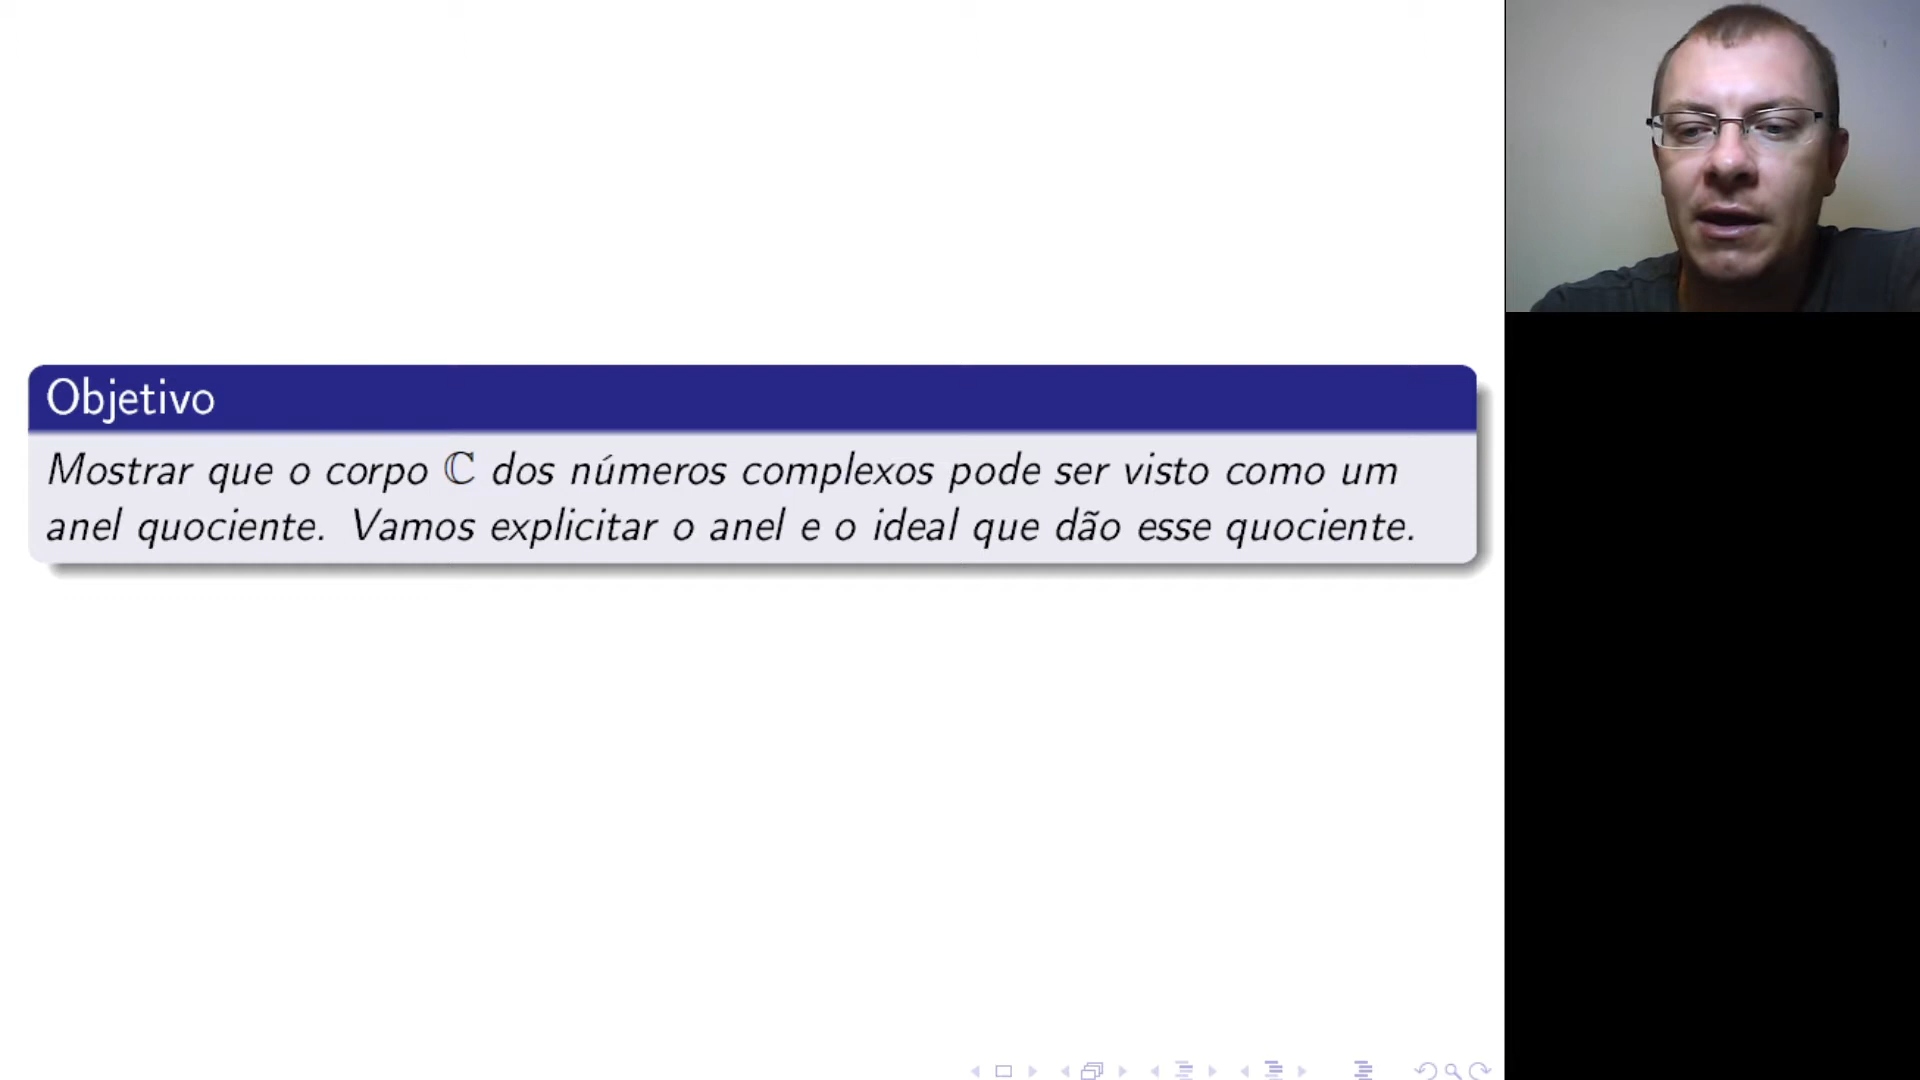 Objetivo
Mostrar que o corpo ℂ dos números complexos pode ser visto como um
anel quociente. Vamos explicitar o anel e o ideal que dão esse quociente.